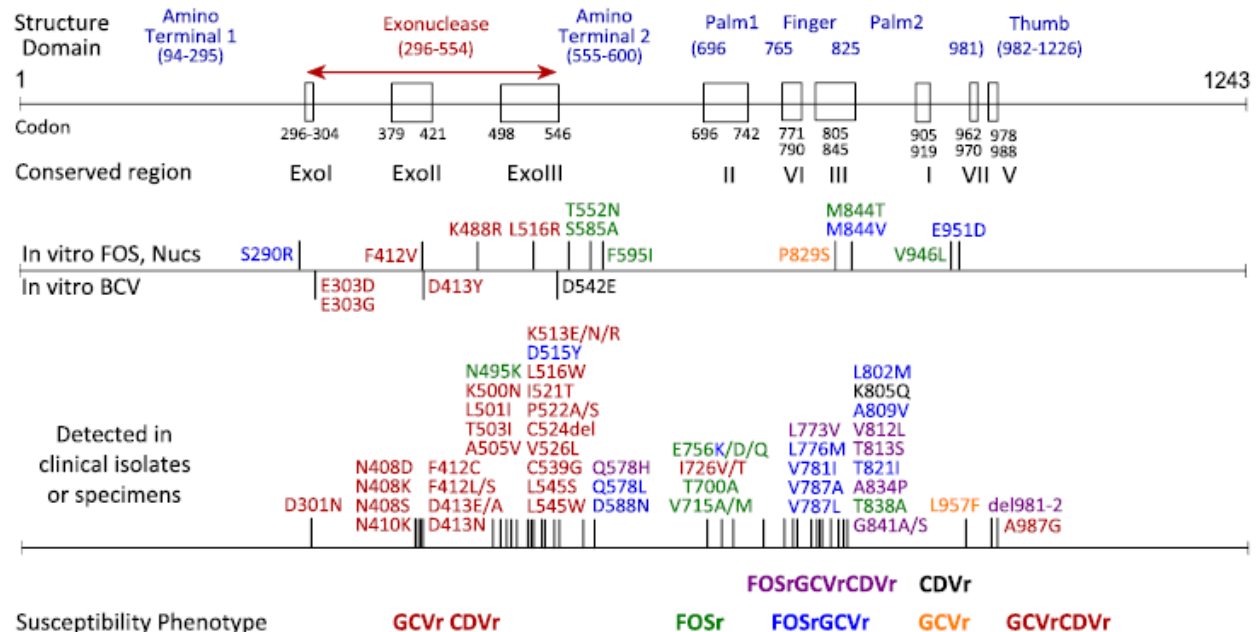 Structure Domain
Amino Terminal 1 (94-295)
Exonuclease (296-554)
Amino Terminal 2 (555-600)
Palm1 Finger Palm2 Thumb
(696 765 825 981) (982-1226)
1 1243
Codon
296-304 379 421 498 546 696 742 771 805 905 962 978
790 845 919 970 988
Conserved region ExoI ExoII ExoIII II VI III I VII V
T552N M844T
K488R L516R S585A M844V E951D
In vitro FOS, Nucs S290R F412V F595I P829S V946L
In vitro BCV E303D D413Y D542E
E303G
K513E/N/R
D515Y
N495K L516W L802M
K500N I521T K805Q
L501I P522A/S A809V
Detected in T503I C524del L773V V812L
clinical isolates A505V V526L E756K/D/Q L776M T813S
or specimens N408D F412C C539G Q578H I726V/T V781I T821I
N408K F412L/S L545S Q578L T700A V787A A834P
D301N N408S D413E/A L545W D588N V715A/M V787L T838A L957F del981-2
N410K D413N G841A/S A987G
FOSrGCVrCDVr CDVr
Susceptibility Phenotype GCVr CDVr FOSr FOSrGCVr GCVr GCVrCDVr